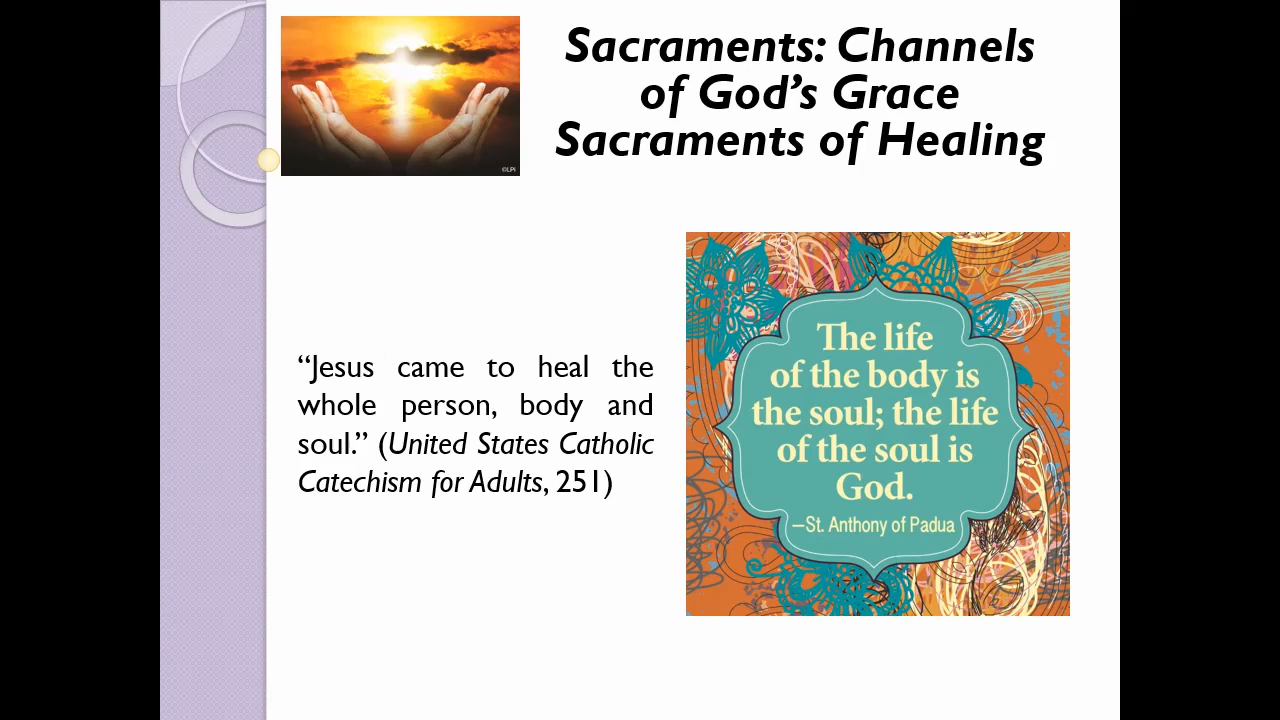 Sacraments: Channels
of God’s Grace
Sacraments of Healing
©LPi
“Jesus came to heal the
whole person, body and
soul.” (United States Catholic
Catechism for Adults, 251)
The life
of the body is
the soul; the life
of the soul is
God.
—St. Anthony of Padua